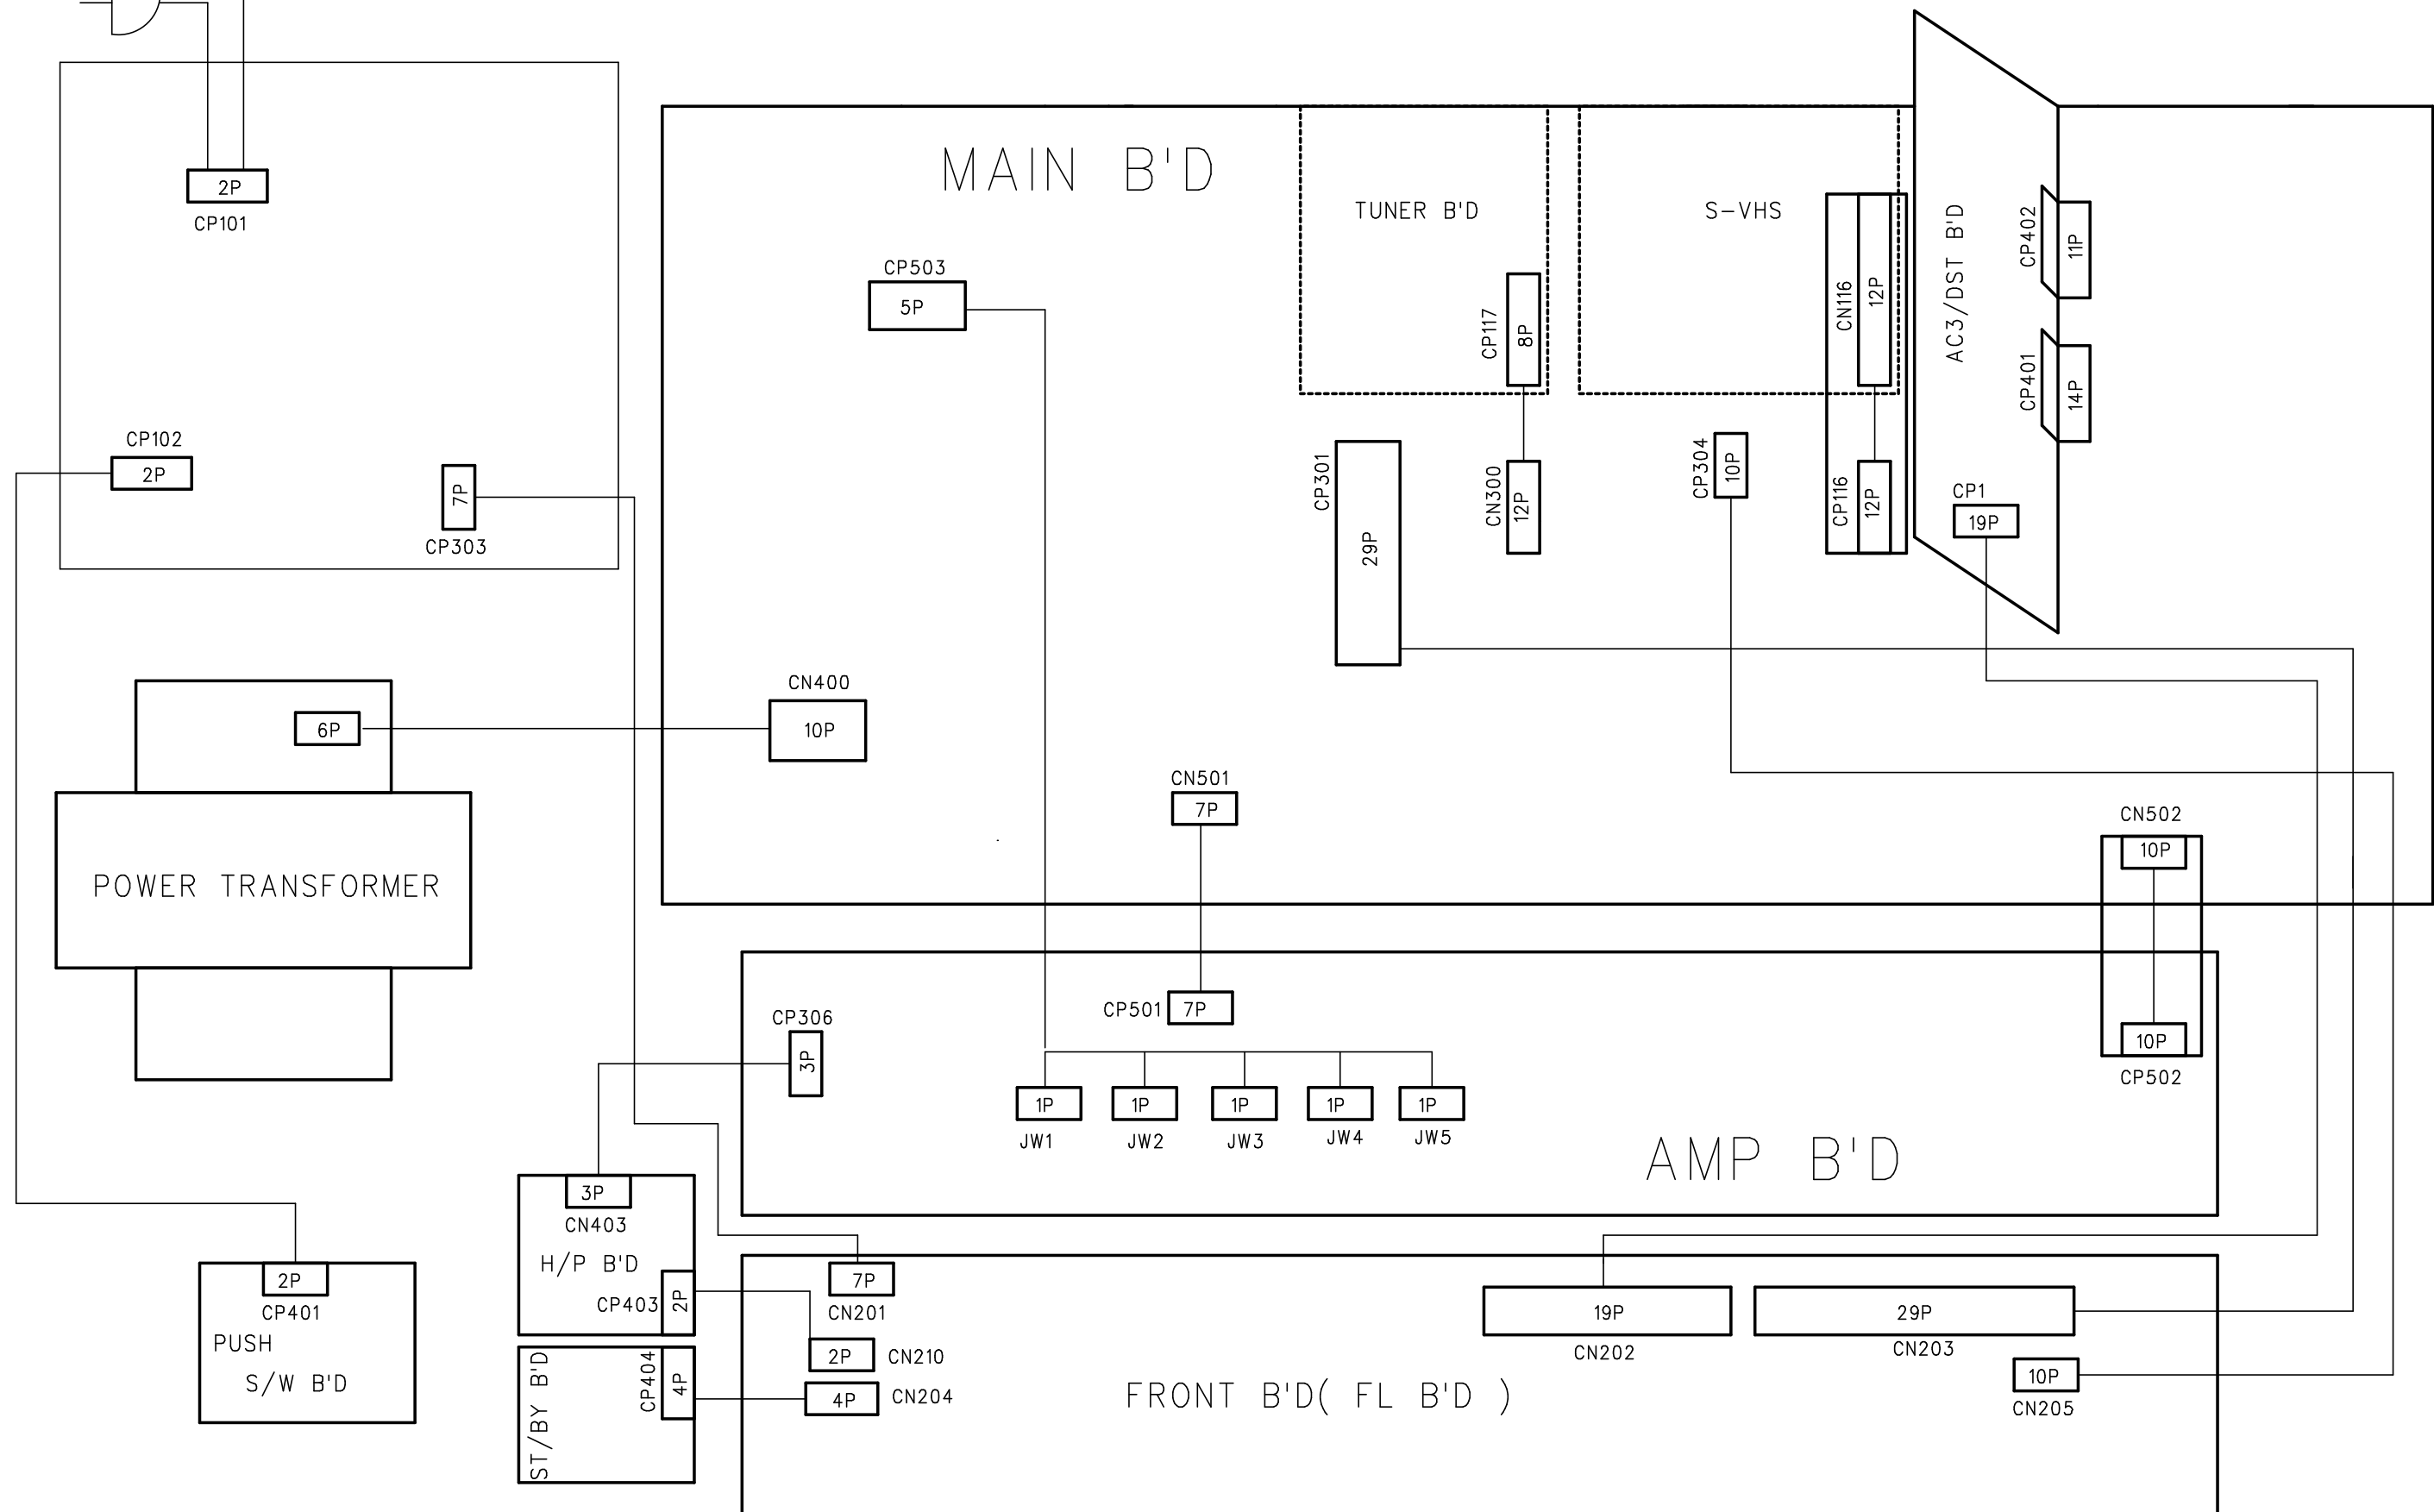 2P
CP101
MAIN B'D
TUNER B'D
S-VHS
AC3/DST B'D
CP402
11P
CP503
5P
CP117
8P
CN116
12P
CP401
14P
CP102
2P
7P
CP303
CP301
29P
CN300
12P
CP304
10P
CP116
12P
CP1
19P
6P
CN400
10P
CN501
7P
CN502
10P
POWER TRANSFORMER
CP306
3P
CP501
7P
10P
CP502
1P
1P
1P
1P
1P
JW1
JW2
JW3
JW4
JW5
AMP B'D
3P
CN403
H/P B'D
CP403
2P
2P
CP401
PUSH
S/W B'D
7P
CN201
19P
CN202
29P
CN203
2P
CN210
ST/BY B'D
CP404
4P
4P
CN204
FRONT B'D( FL B'D )
10P
CN205